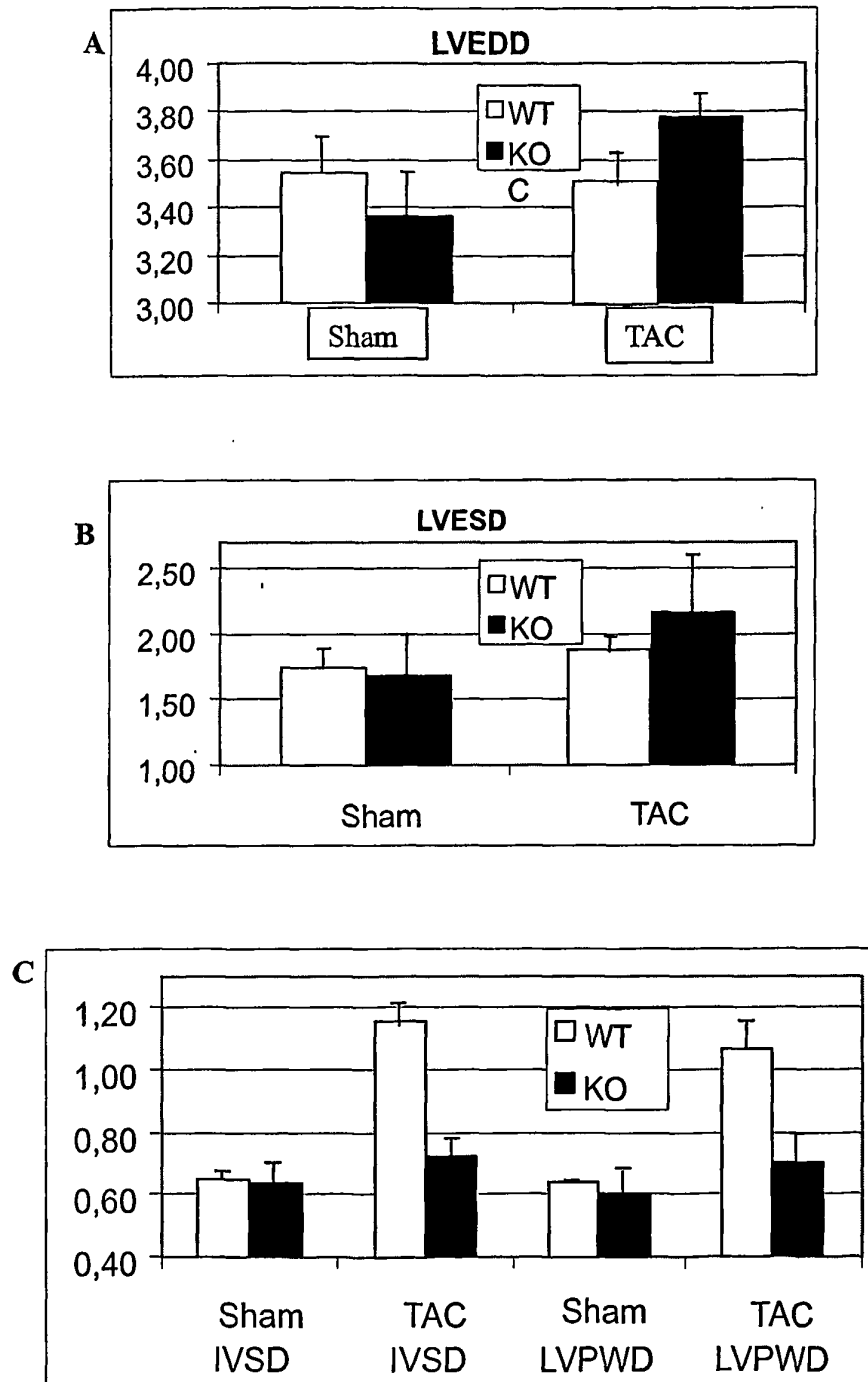 A
LVEDD
4,00
3,80
3,60
3,40
3,20
3,00
WT
KO
C
Sham
TAC
B
LVESD
2,50
2,00
1,50
1,00
WT
KO
Sham
TAC
C
1,20
1,00
0,80
0,60
0,40
WT
KO
Sham
TAC
Sham
TAC
IVSD
IVSD
LVPWD
LVPWD